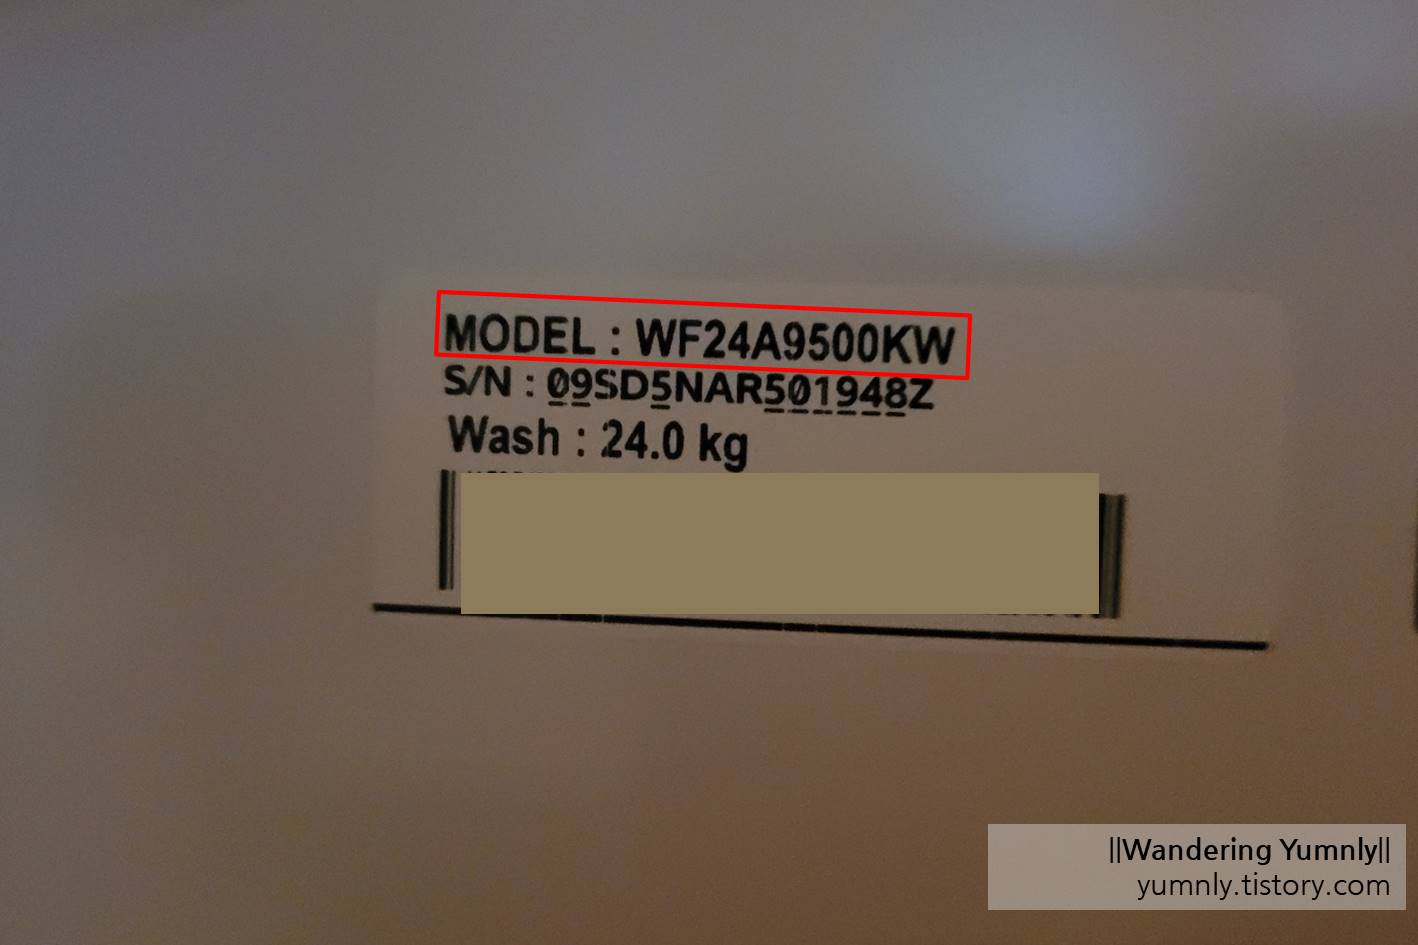 MODEL : WF24A9500KW
S/N : 09SD5NAR501948Z
Wash : 24.0 kg
||Wandering Yumnly||
yumnly.tistory.com